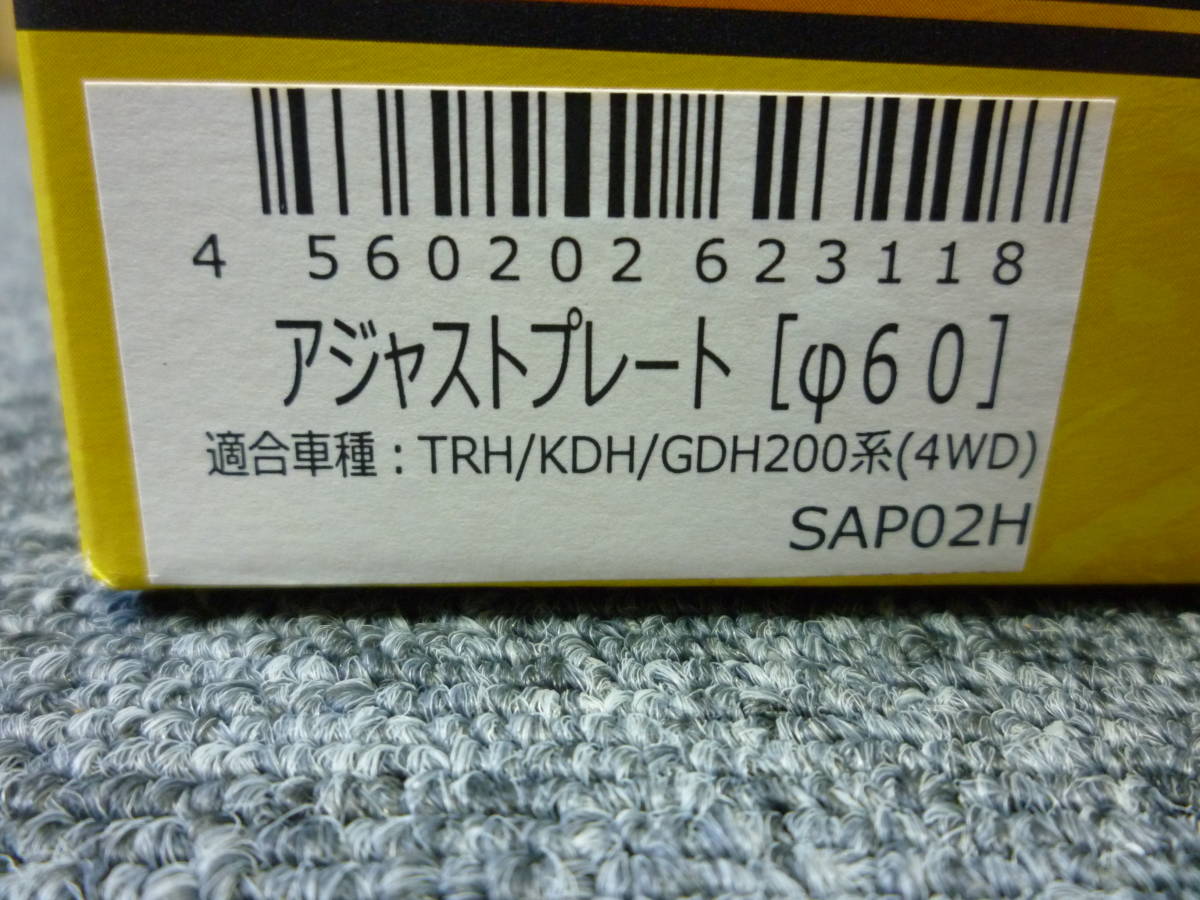 4 560202 623118
アジャストプレート［φ６０］
適合車種：TRH/KDH/GDH200系(4WD)
SAP02H